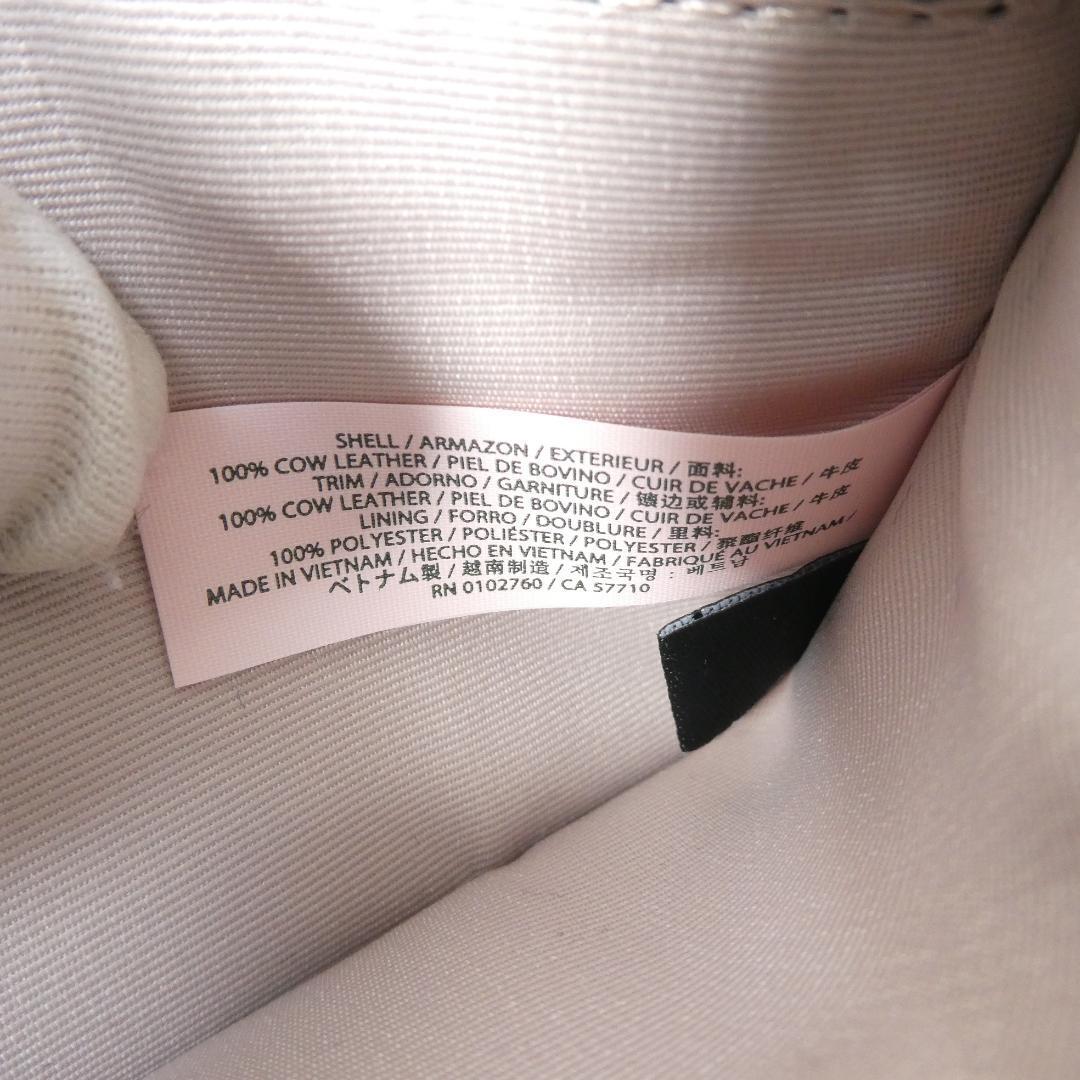 SHELL / ARMAZON / EXTERIEUR / 面料:
100% COW LEATHER / PIEL DE BOVINO / CUIR DE VACHE / 牛皮
TRIM / ADORNO / GARNITURE / 镶边或辅料:
100% COW LEATHER / PIEL DE BOVINO / CUIR DE VACHE / 牛皮
LINING / FORRO / DOUBLURE / 里料:
100% POLYESTER / POLIÉSTER / POLYESTER / 聚酯纤维
MADE IN VIETNAM / HECHO EN VIETNAM / FABRIQUÉ AU VIETNAM /
ベトナム製 / 越南制造 / 제조국명 : 베트남
RN 0102760 / CA 57710